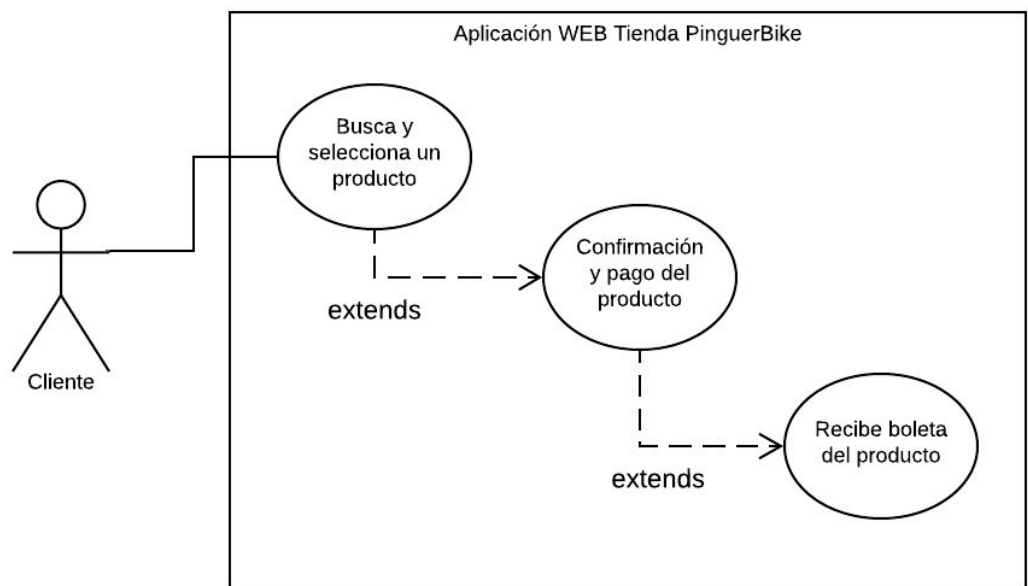 Aplicación WEB Tienda PinguerBike
Busca y
selecciona un
producto
Confirmación
y pago del
producto
extends
Cliente
Recibe boleta
del producto
extends